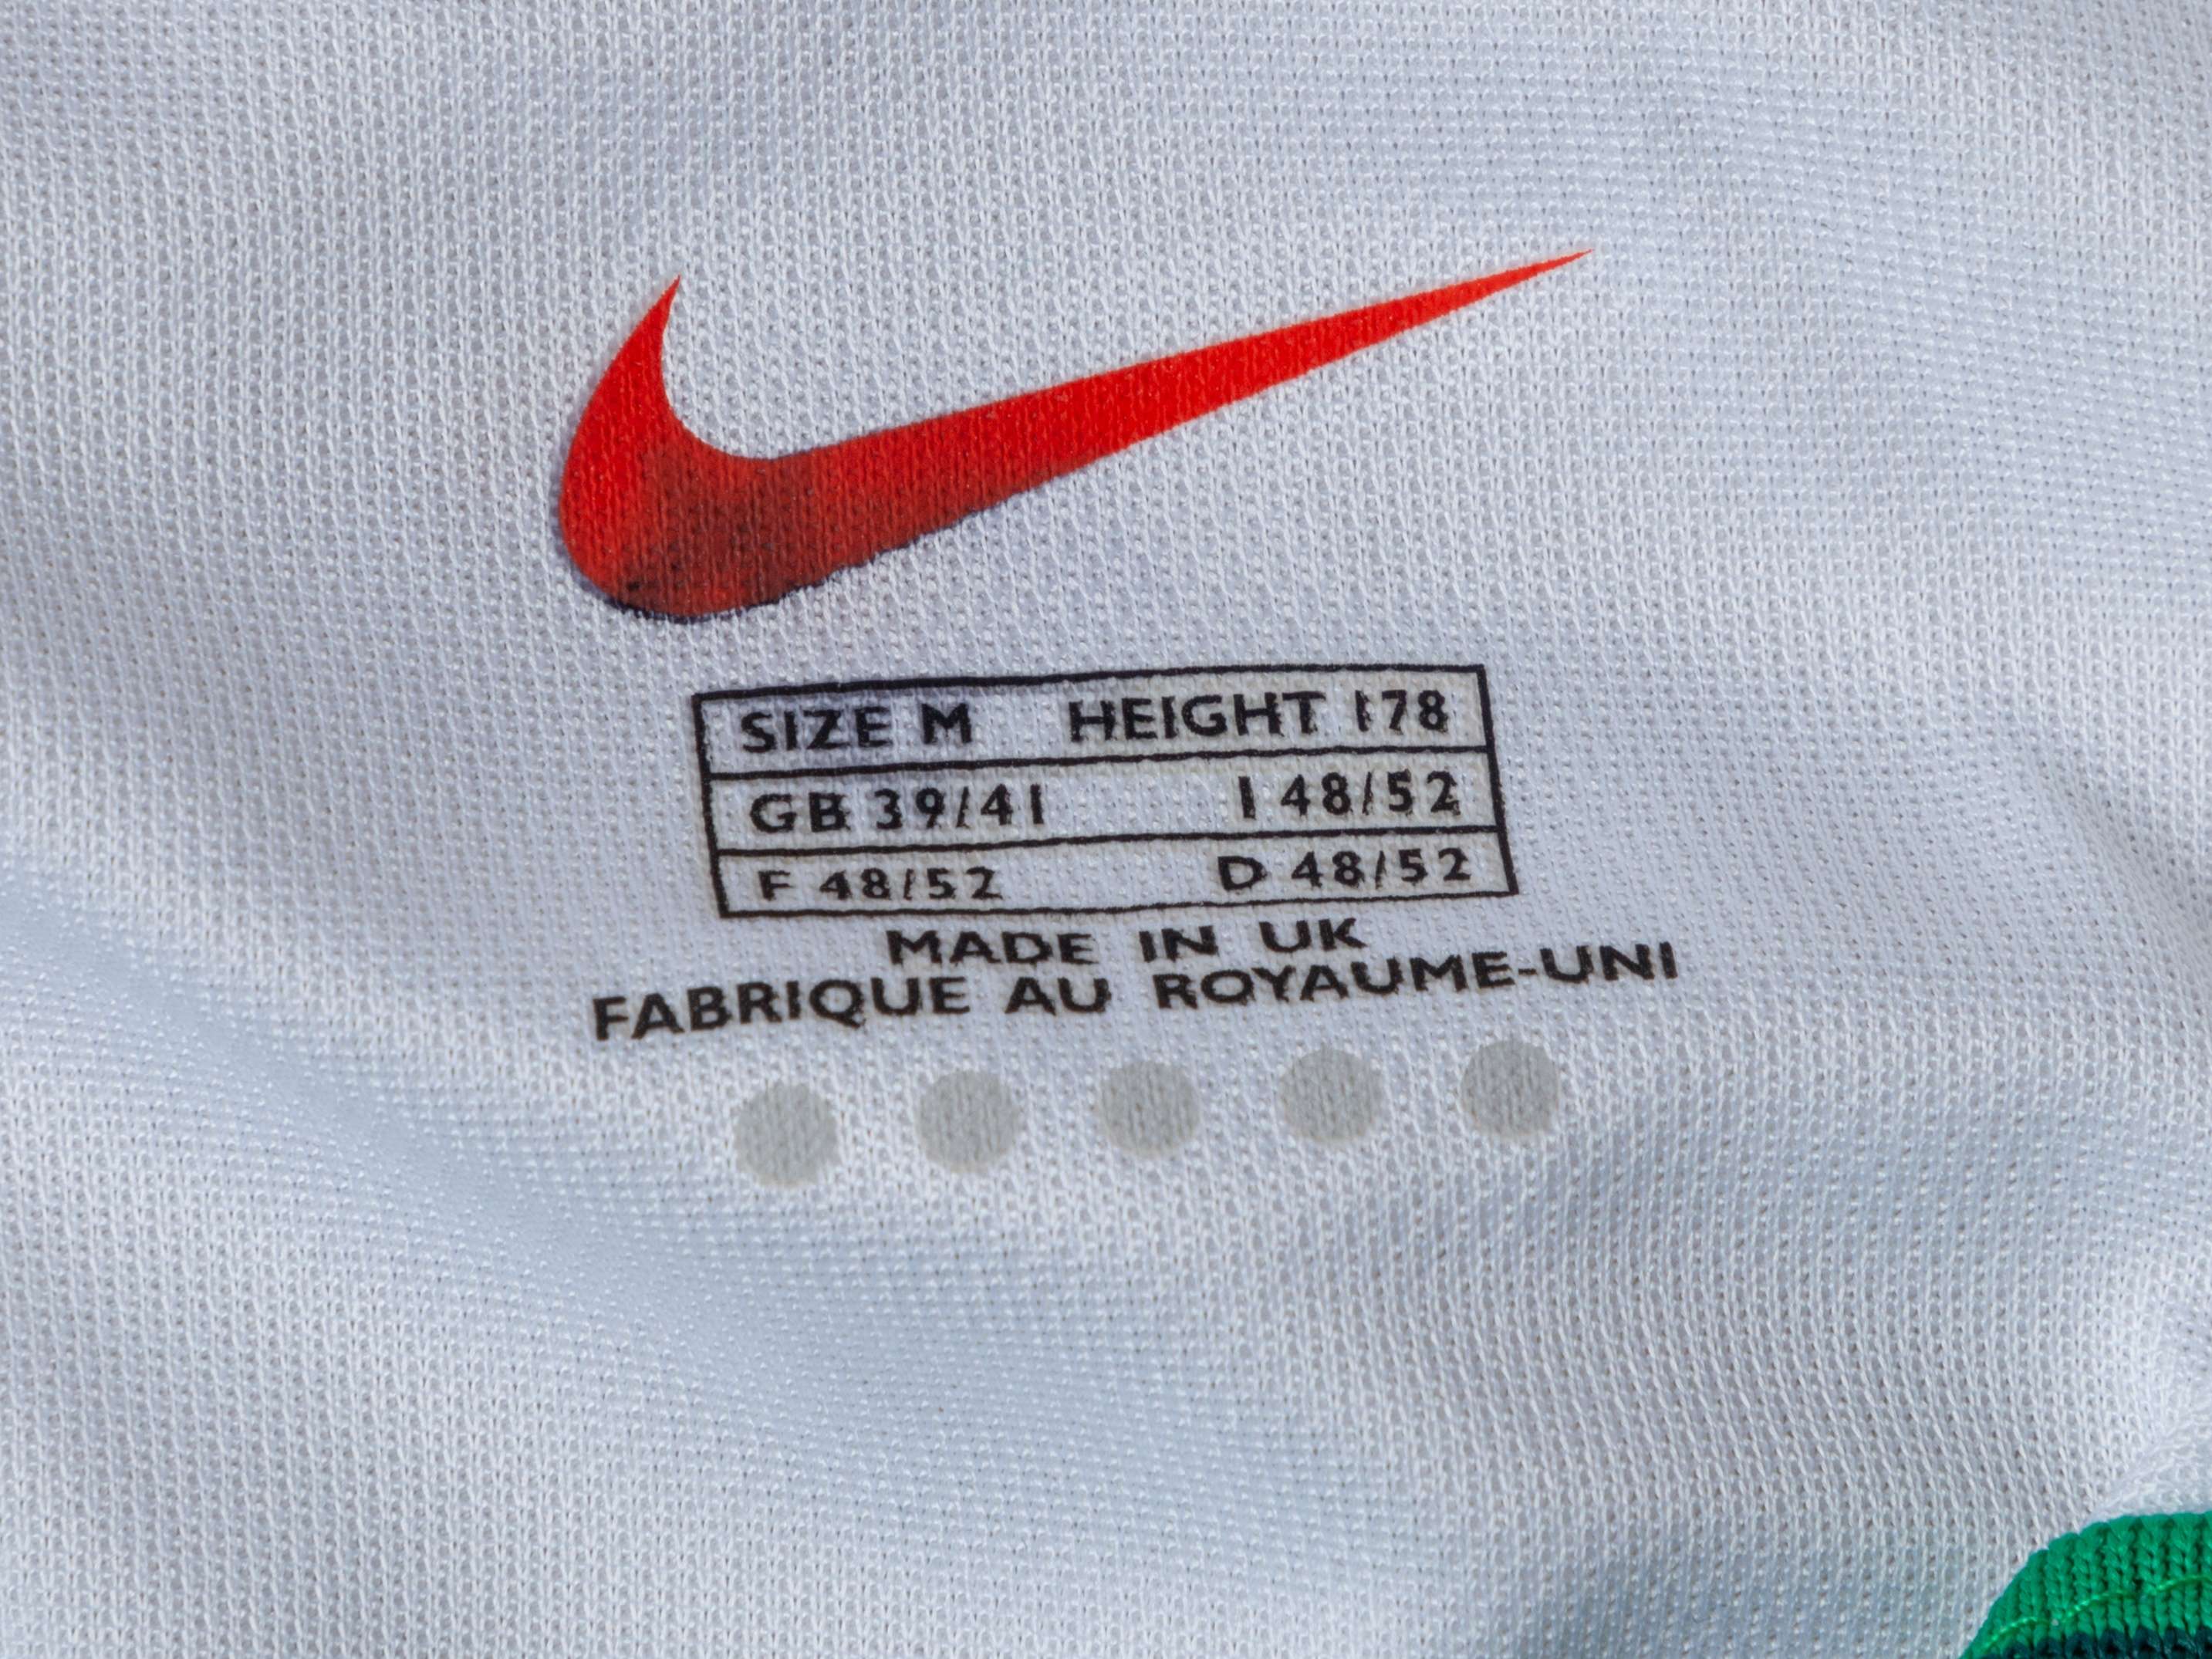 SIZE M HEIGHT 178
GB 39/41 I 48/52
F 48/52 D 48/52
MADE IN UK
FABRIQUE AU ROYAUME-UNI